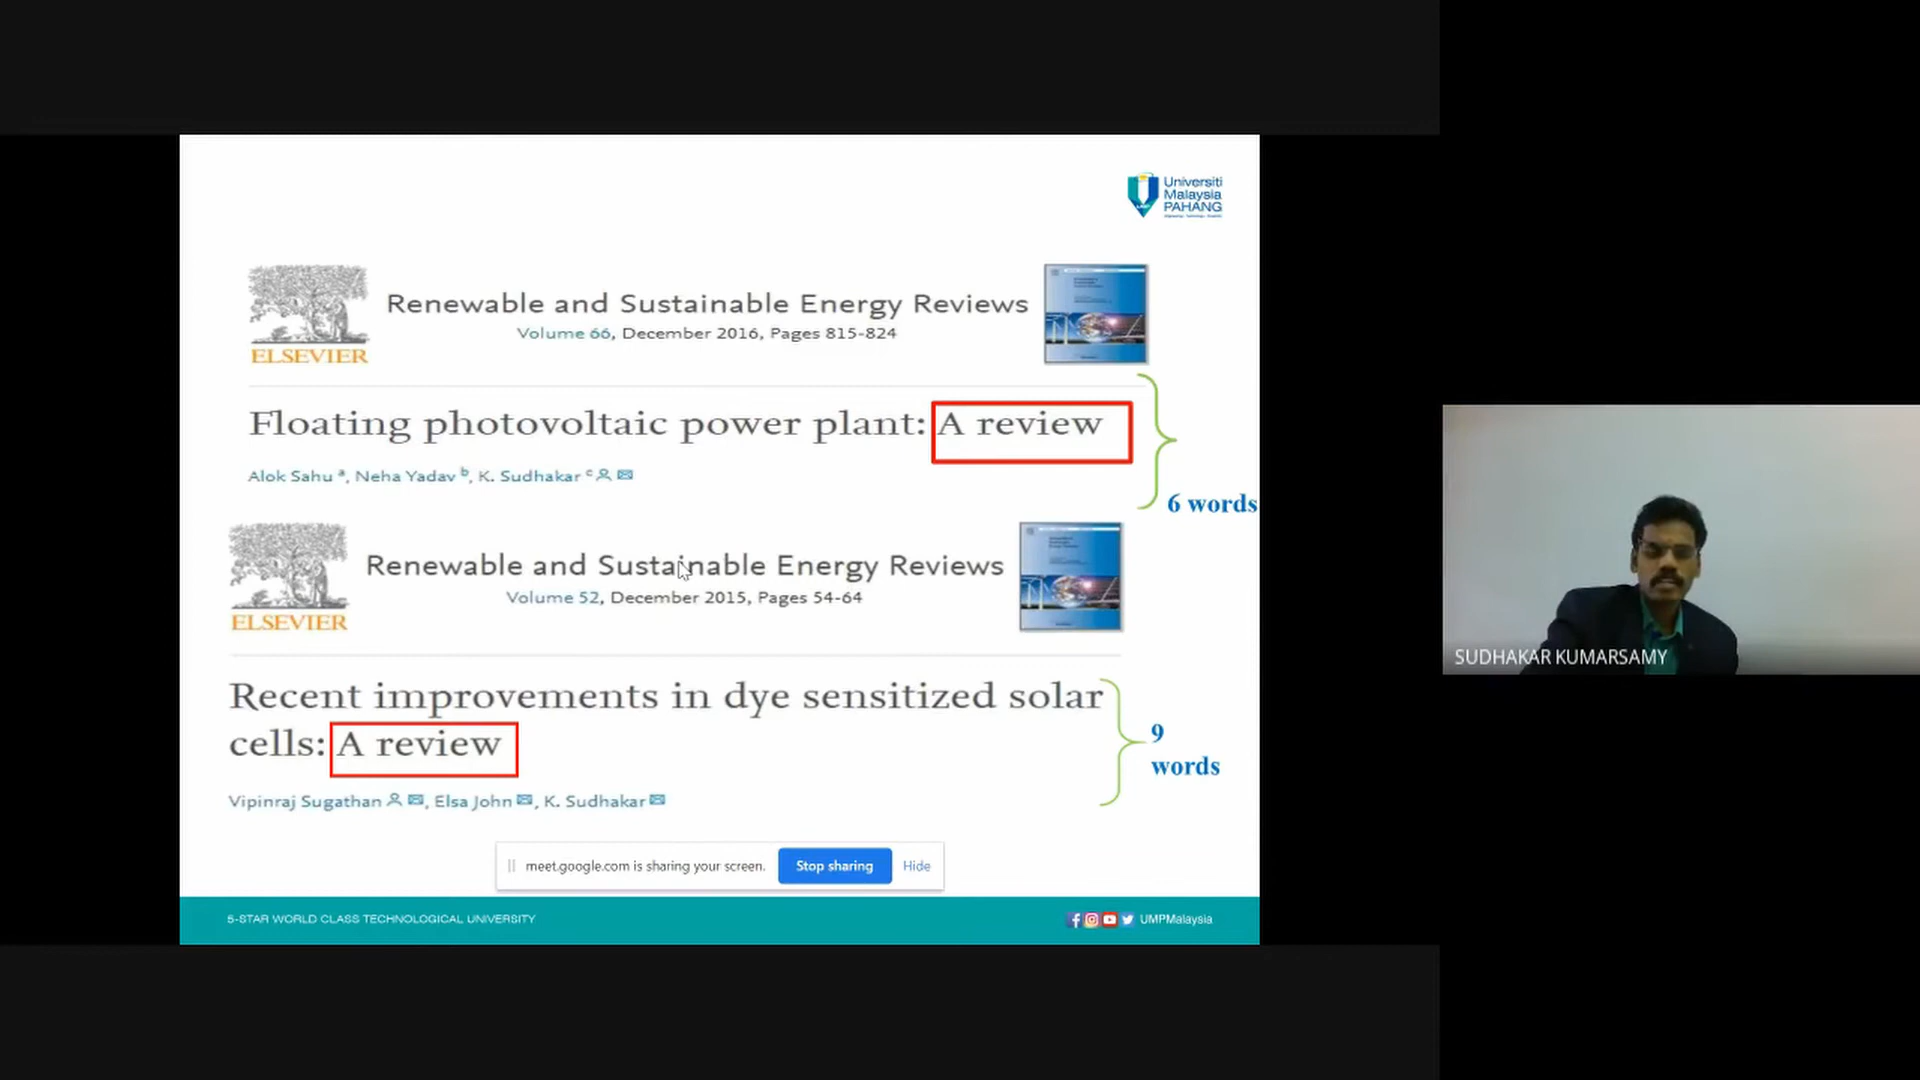 Universiti
Malaysia
PAHANG
ELSEVIER
Renewable and Sustainable Energy Reviews
Volume 66, December 2016, Pages 815-824
Floating photovoltaic power plant: A review
Alok Sahu a, Neha Yadav b, K. Sudhakar c
6 words
ELSEVIER
Renewable and Sustainable Energy Reviews
Volume 52, December 2015, Pages 54-64
Recent improvements in dye sensitized solar
cells: A review
9
words
Vipinraj Sugathan, Elsa John, K. Sudhakar
meet.google.com is sharing your screen. Stop sharing Hide
5-STAR WORLD CLASS TECHNOLOGICAL UNIVERSITY
UMPMalaysia
SUDHAKAR KUMARSAMY